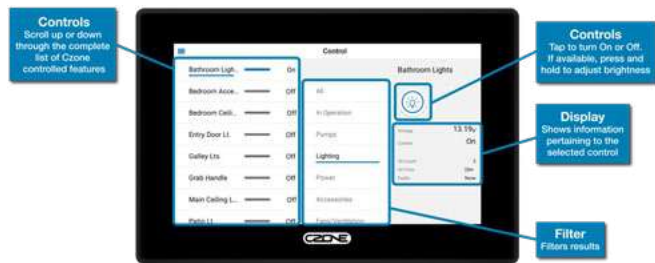 Controls
Scroll up or down
through the complete
list of Czone
controlled features
Control
Bathroom Ligh..
On
Bedroom Acce..
Off
Bedroom Ceili..
Off
Entry Door Lt
Off
Galley Lts
Off
Grab Handle
Off
Main Ceiling L...
Off
Patio Lt
Off
All
In Operation
Pumps
Lighting
Power
Accessories
Fans/Ventilation
Bathroom Lights
Voltage
13.19v
On
Controls
Tap to turn On or Off.
If available, press and
hold to adjust brightness
Display
Shows information
pertaining to the
selected control
Filter
Filters results
CZONE